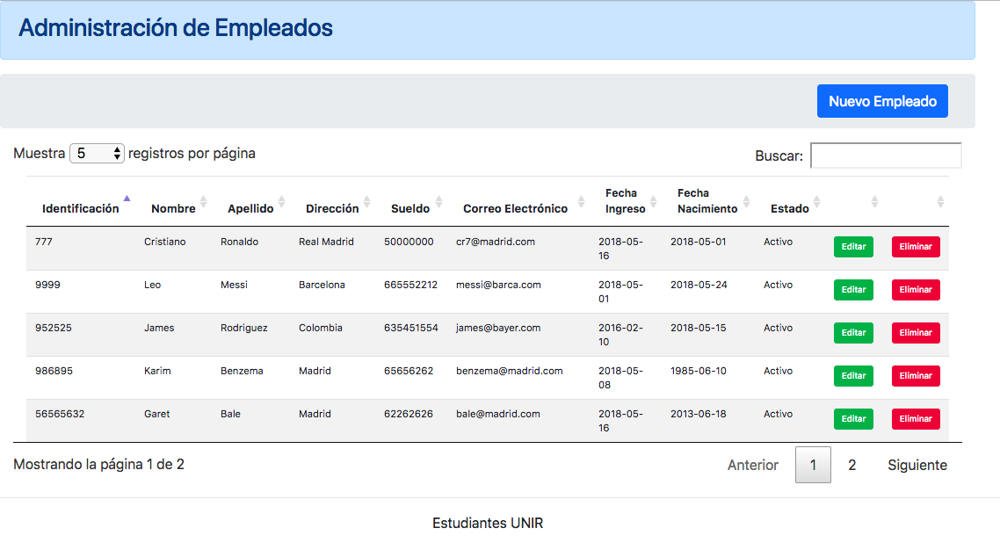 Administración de Empleados
Nuevo Empleado
Muestra 5 registros por página
Buscar:
Identificación Nombre Apellido Dirección Sueldo Correo Electrónico Fecha Ingreso Fecha Nacimiento Estado
777 Cristiano Ronaldo Real Madrid 50000000 cr7@madrid.com 2018-05-16 2018-05-01 Activo Editar Eliminar
9999 Leo Messi Barcelona 665552212 messi@barca.com 2018-05-01 2018-05-24 Activo Editar Eliminar
952525 James Rodriguez Colombia 635451554 james@bayer.com 2016-02-10 2018-05-15 Activo Editar Eliminar
986895 Karim Benzema Madrid 65656262 benzema@madrid.com 2018-05-08 1985-06-10 Activo Editar Eliminar
56565632 Garet Bale Madrid 62262626 bale@madrid.com 2018-05-16 2013-06-18 Activo Editar Eliminar
Mostrando la página 1 de 2
Anterior 1 2 Siguiente
Estudiantes UNIR